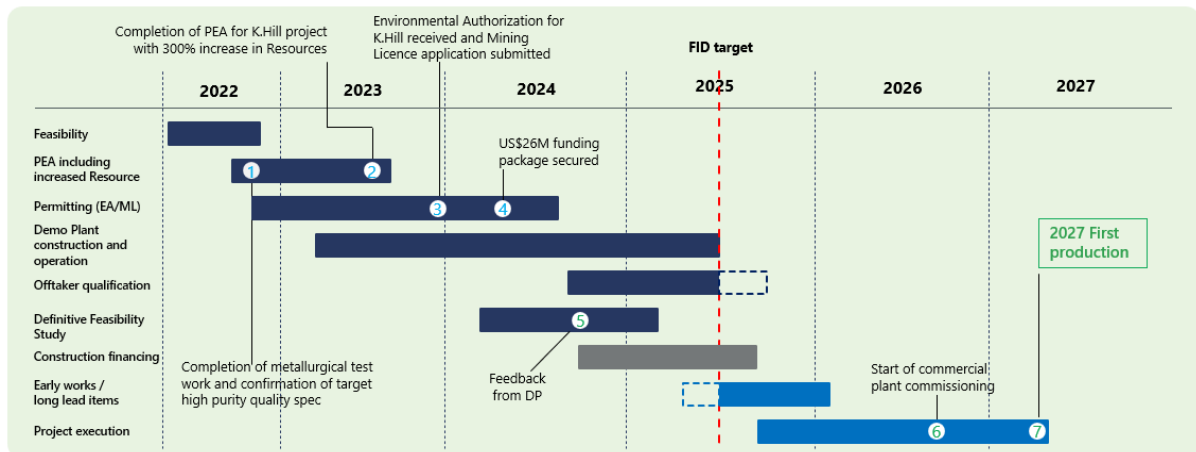 Completion of PEA for K.Hill project
with 300% increase in Resources
Environmental Authorization for
K.Hill received and Mining
Licence application submitted
FID target
2022
2023
2024
2025
2026
2027
Feasibility
US$26M funding
package secured
PEA including
increased Resource
1
2
Permitting (EA/ML)
3
4
Demo Plant
construction and
operation
2027 First
production
Offtaker qualification
Definitive Feasibility
Study
5
Construction financing
Completion of metallurgical test
work and confirmation of target
high purity quality spec
Feedback
from DP
Start of commercial
plant commissioning
Early works /
long lead items
Project execution
6
7